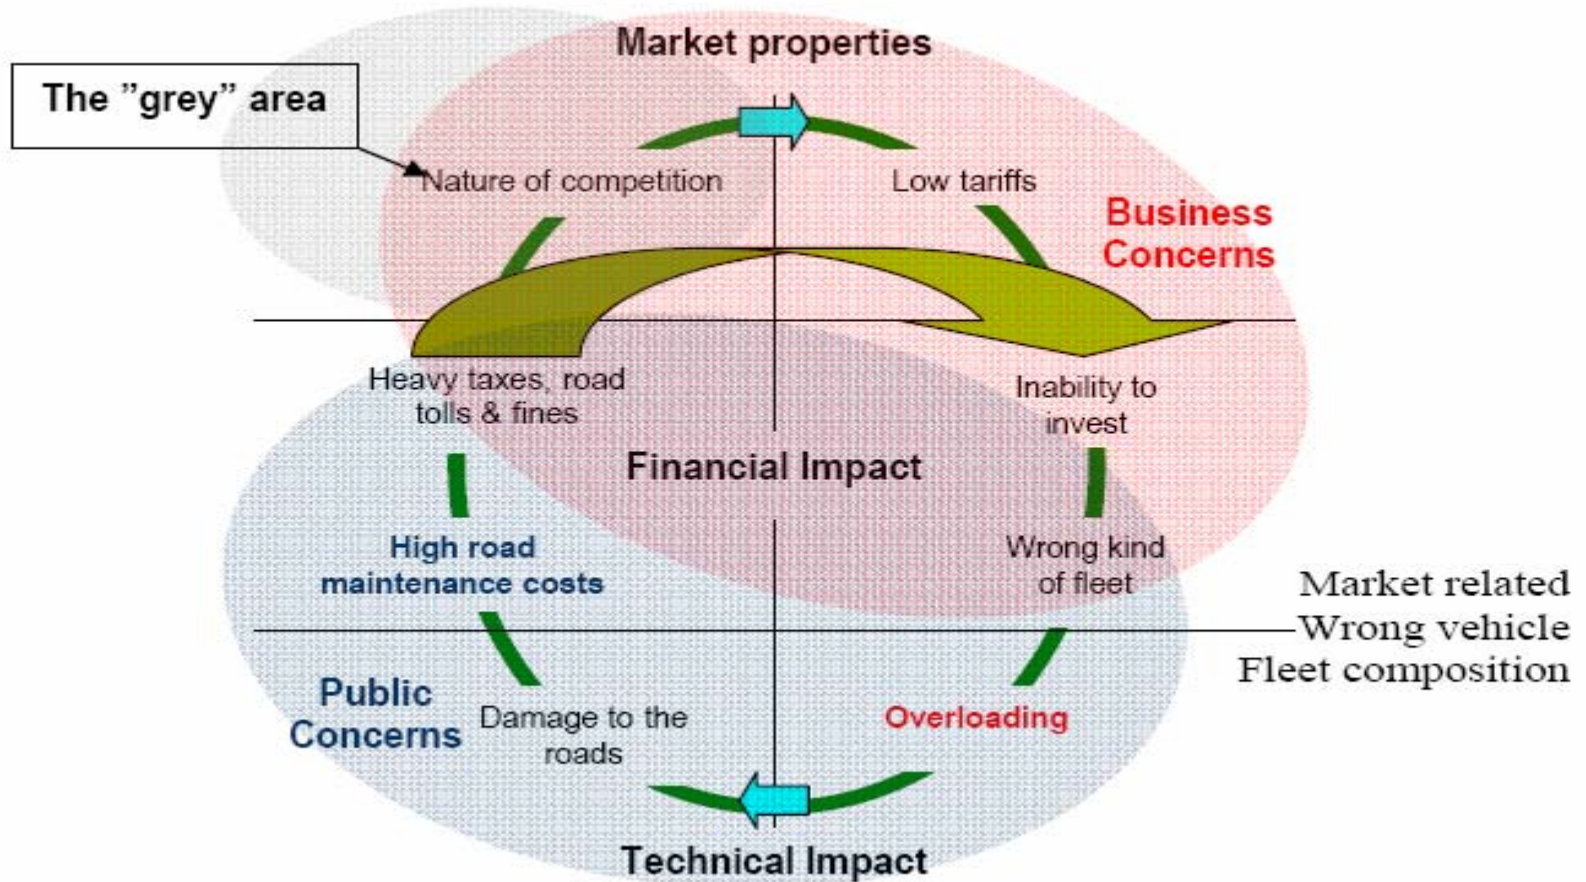 Market properties
The ”grey” area
Nature of competition
Low tariffs
Business
Concerns
Heavy taxes, road
tolls & fines
Inability to
invest
Financial Impact
High road
maintenance costs
Wrong kind
of fleet
Market related
Wrong vehicle
Fleet composition
Public
Concerns
Damage to the
roads
Overloading
Technical Impact